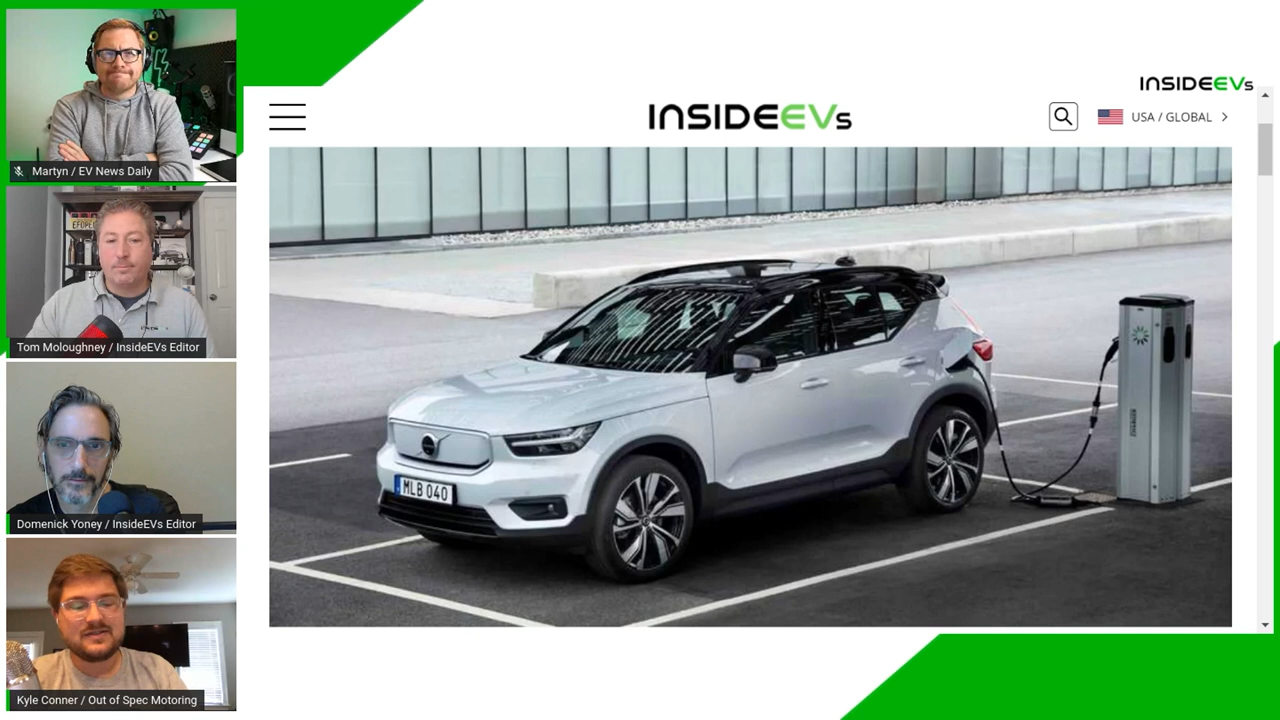 Martyn / EV News Daily
EFOPE
Tom Moloughney / InsideEVs Editor
Domenick Yoney / InsideEVs Editor
Kyle Conner / Out of Spec Motoring
INSIDEEVs
INSIDEEVs
USA / GLOBAL
MLB 040